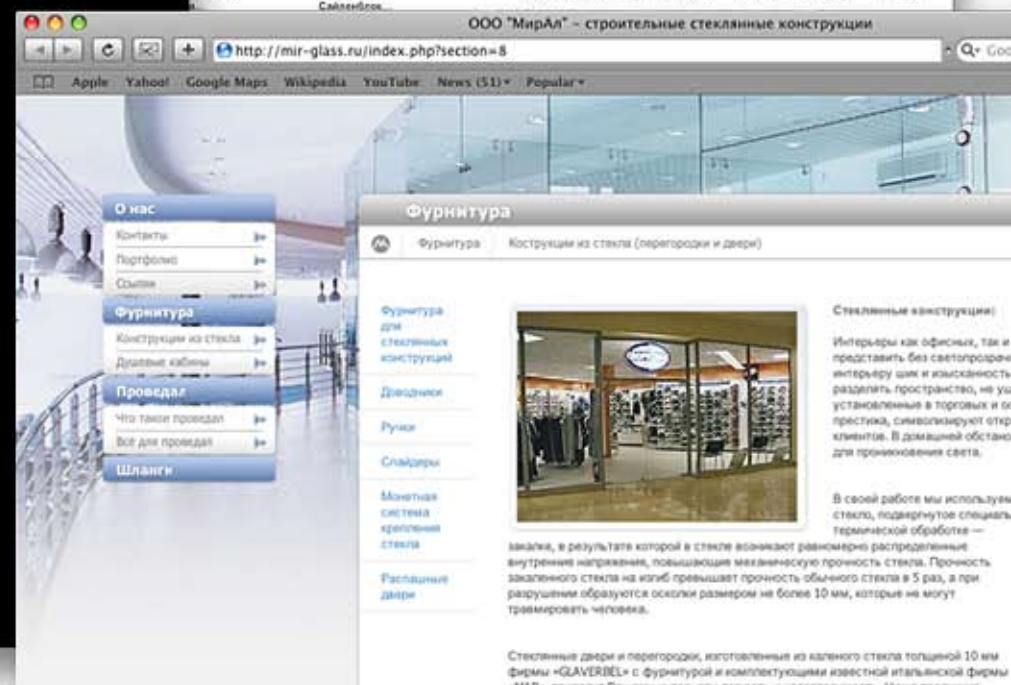 Сайленблок...
ООО "МирАл" – строительные стеклянные конструкции
http://mir-glass.ru/index.php?section=8
Goo
Apple Yahoo! Google Maps Wikipedia YouTube News (51) Popular
О нас
Контакты
Портфолио
Ссылки
Фурнитура
Конструкции из стекла
Душевые кабины
Проведал
Что такое проведал
Всё для проведал
Шланги
Фурнитура
Фурнитура Кострукции из стекла (перегородки и двери)
Фурнитура
для
стеклянных
конструкций
Доводчики
Ручки
Слайдеры
Монетная
система
крепления
стекла
Распашные
двери
Стеклянные конструкции:
Интерьеры как офисных, так и
представить без светопрозрач
интерьеру шик и изысканность
разделять пространство, не ущ
установленные в торговых и оф
престижа, символизируют откр
клиентов. В домашней обстано
для проникновения света.
В своей работе мы используем
стекло, подвергнутое специаль
термической обработке —
закалке, в результате которой в стекле возникают равномерно распределенные
внутренние напряжения, повышающие механическую прочность стекла. Прочность
закаленного стекла на изгиб превышает прочность обычного стекла в 5 раз, а при
разрушении образуются осколки размером не более 10 мм, которые не могут
травмировать человека.
Стеклянные двери и перегородки, изготовленные из каленого стекла толщиной 10 мм
фирмы «GLAVERBEL» с фурнитурой и комплектующими известной итальянской фирмы